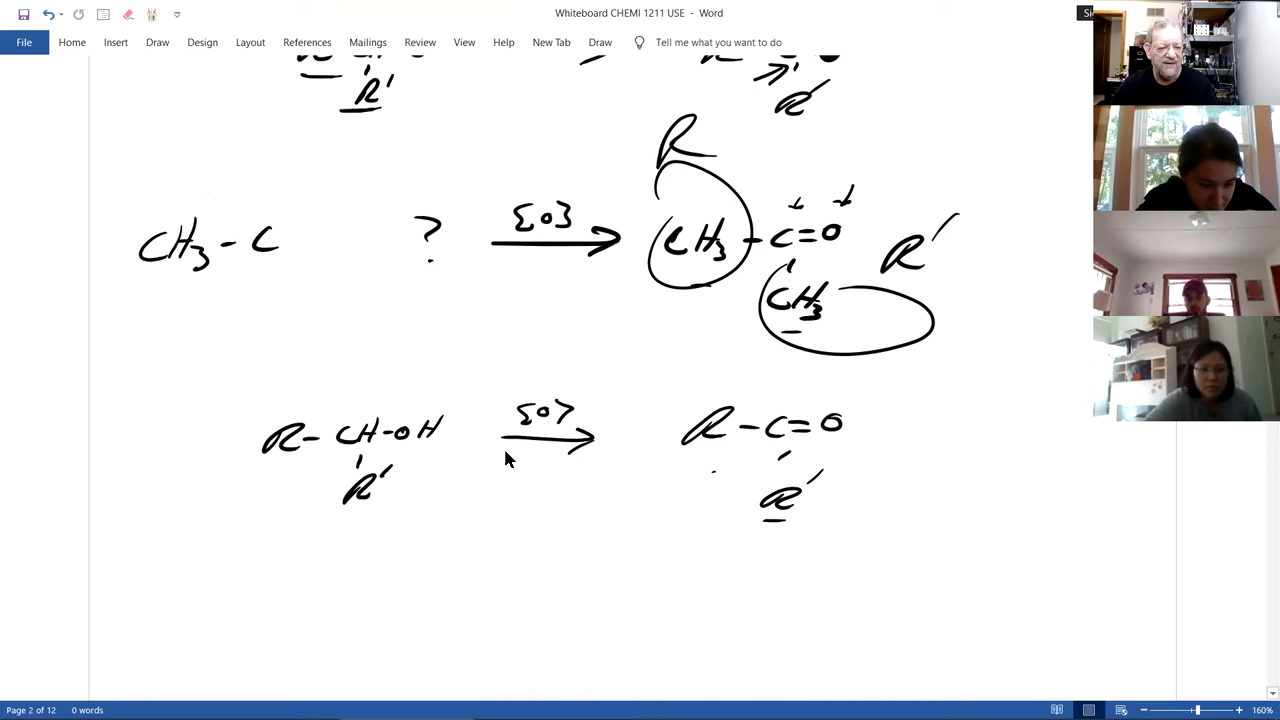 Whiteboard CHEMI 1211 USE - Word
File Home Insert Draw Design Layout References Mailings Review View Help New Tab Draw Tell me what you want to do
R' R'
R
CH3 - C ? {o} CH3 - C = O R'
CH3
R - CH - OH {o} R - C = O
R' R'
Page 2 of 12 0 words 160%